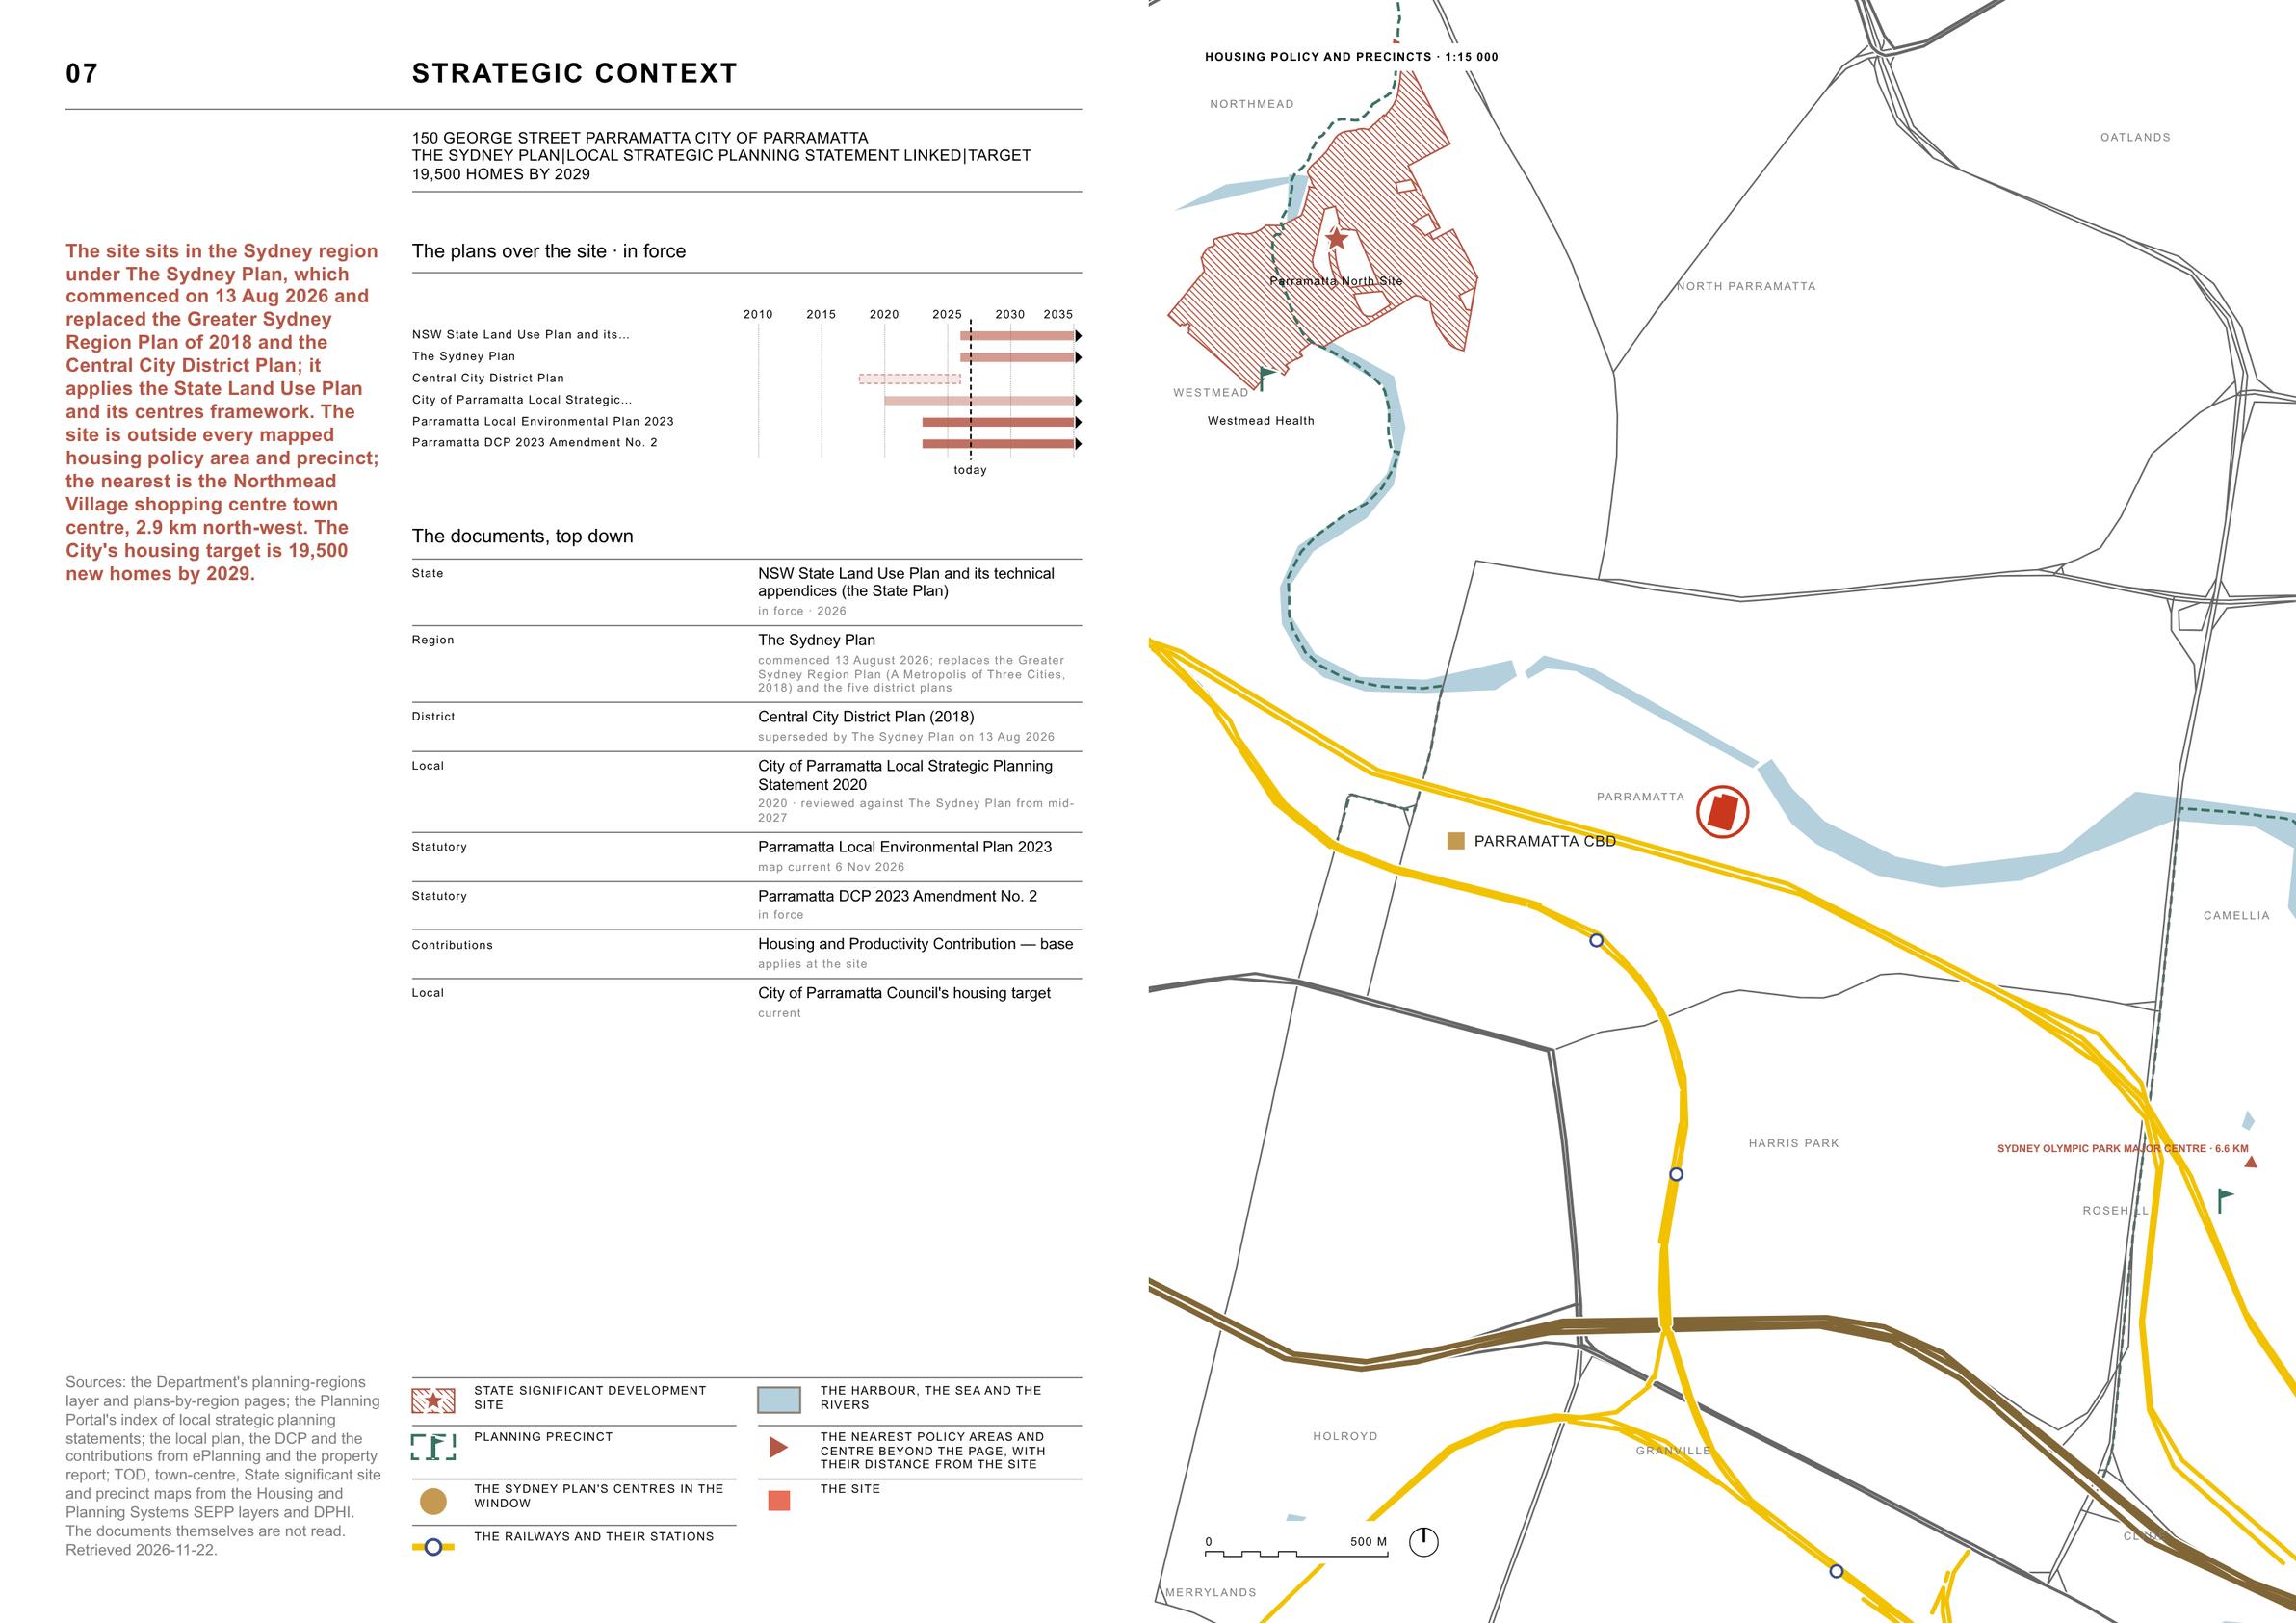 07
STRATEGIC CONTEXT
150 GEORGE STREET PARRAMATTA CITY OF PARRAMATTA
THE SYDNEY PLAN|LOCAL STRATEGIC PLANNING STATEMENT LINKED|TARGET
19,500 HOMES BY 2029
The site sits in the Sydney region
under The Sydney Plan, which
commenced on 13 Aug 2026 and
replaced the Greater Sydney
Region Plan of 2018 and the
Central City District Plan; it
applies the State Land Use Plan
and its centres framework. The
site is outside every mapped
housing policy area and precinct;
the nearest is the Northmead
Village shopping centre town
centre, 2.9 km north-west. The
City's housing target is 19,500
new homes by 2029.
The plans over the site · in force
2010 2015 2020 2025 2030 2035
NSW State Land Use Plan and its...
The Sydney Plan
Central City District Plan
City of Parramatta Local Strategic...
Parramatta Local Environmental Plan 2023
Parramatta DCP 2023 Amendment No. 2
today
The documents, top down
State
NSW State Land Use Plan and its technical
appendices (the State Plan)
in force · 2026
Region
The Sydney Plan
commenced 13 August 2026; replaces the Greater
Sydney Region Plan (A Metropolis of Three Cities,
2018) and the five district plans
District
Central City District Plan (2018)
superseded by The Sydney Plan on 13 Aug 2026
Local
City of Parramatta Local Strategic Planning
Statement 2020
2020 · reviewed against The Sydney Plan from mid-
2027
Statutory
Parramatta Local Environmental Plan 2023
map current 6 Nov 2026
Statutory
Parramatta DCP 2023 Amendment No. 2
in force
Contributions
Housing and Productivity Contribution — base
applies at the site
Local
City of Parramatta Council's housing target
current
Sources: the Department's planning-regions
layer and plans-by-region pages; the Planning
Portal's index of local strategic planning
statements; the local plan, the DCP and the
contributions from ePlanning and the property
report; TOD, town-centre, State significant site
and precinct maps from the Housing and
Planning Systems SEPP layers and DPHI.
The documents themselves are not read.
Retrieved 2026-11-22.
STATE SIGNIFICANT DEVELOPMENT
SITE
PLANNING PRECINCT
THE SYDNEY PLAN'S CENTRES IN THE
WINDOW
THE RAILWAYS AND THEIR STATIONS
THE HARBOUR, THE SEA AND THE
RIVERS
THE NEAREST POLICY AREAS AND
CENTRE BEYOND THE PAGE, WITH
THEIR DISTANCE FROM THE SITE
THE SITE
HOUSING POLICY AND PRECINCTS · 1:15 000
NORTHMEAD
OATLANDS
Parramatta North Site
NORTH PARRAMATTA
WESTMEAD
Westmead Health
PARRAMATTA
PARRAMATTA CBD
CAMELLIA
HARRIS PARK
SYDNEY OLYMPIC PARK MAJOR CENTRE · 6.6 KM
ROSEHILL
HOLROYD
GRANVILLE
0 500 M
MERRYLANDS